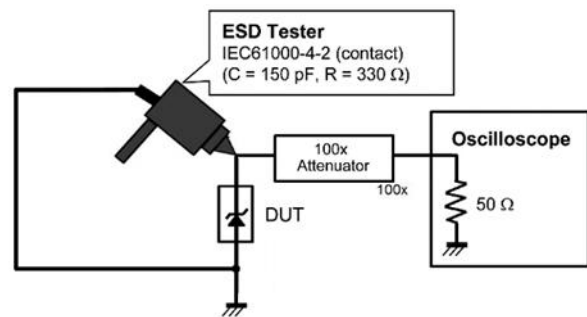 ESD Tester
IEC61000-4-2 (contact)
(C = 150 pF, R = 330 Ω)
100x
Attenuator
100x
Oscilloscope
50 Ω
DUT